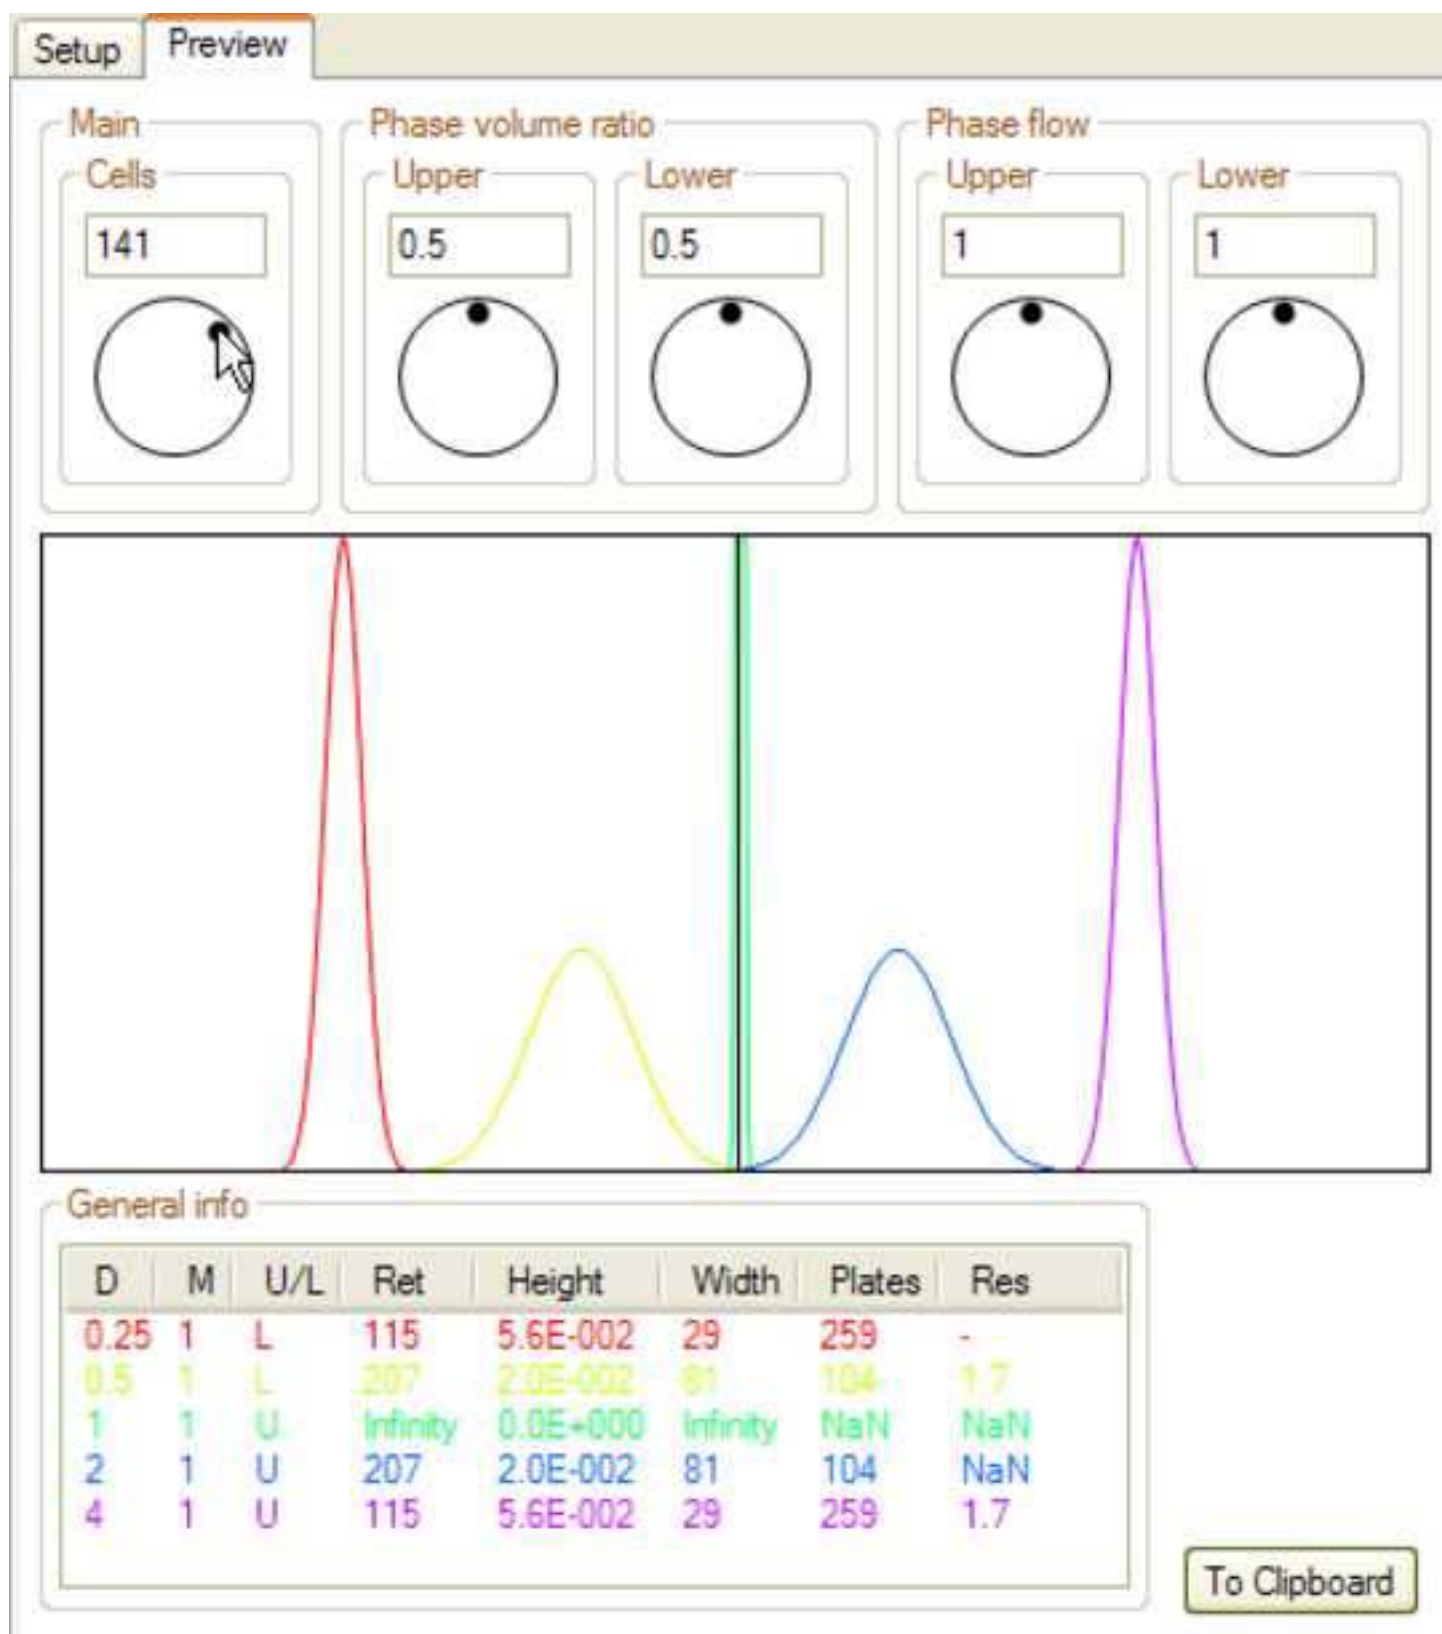 Setup Preview
Main Phase volume ratio Phase flow
Cells Upper Lower Upper Lower
141 0.5 0.5 1 1
General info
D M U/L Ret Height Width Plates Res
0.25 1 L 115 5.6E-002 29 259 -
0.5 1 L 207 2.0E-002 81 104 1.7
1 1 U Infinity 0.0E+000 Infinity NaN NaN
2 1 U 207 2.0E-002 81 104 NaN
4 1 U 115 5.6E-002 29 259 1.7
To Clipboard